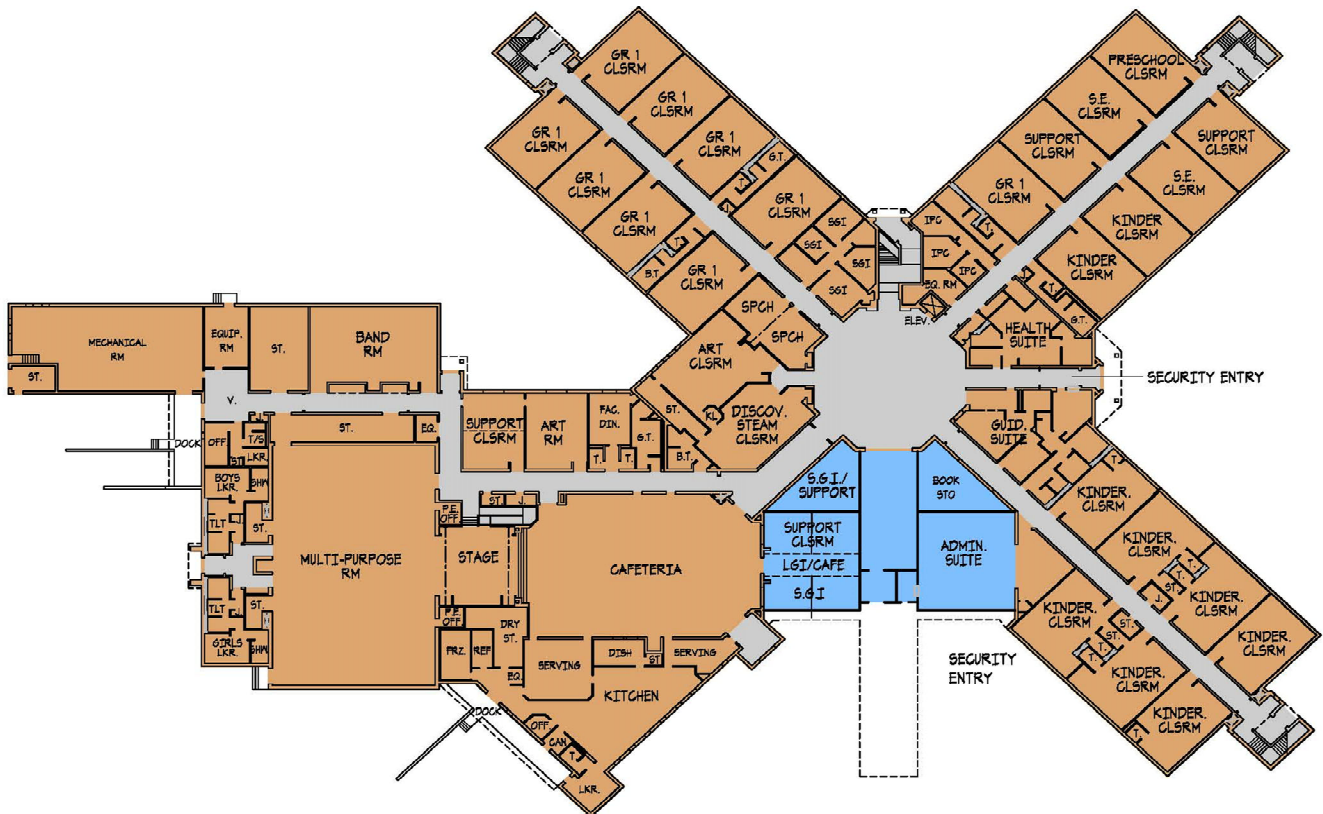 GR 1
CLSRM
GR 1
CLSRM
GR 1
CLSRM
G.T.
T.
T.
GR 1
CLSRM
GR 1
CLSRM
GR 1
CLSRM
GR 1
CLSRM
T.
B.T.
GR 1
CLSRM
SGI
SGI
SGI
SGI
SPCH
SPCH
PRESCHOOL
CLSRM
S.E.
CLSRM
SUPPORT
CLSRM
GR 1
CLSRM
T.
IPC
IPC
IPC
EQ. RM
ELEV.
SUPPORT
CLSRM
S.E.
CLSRM
KINDER
CLSRM
KINDER
CLSRM
T.
T.
G.T.
HEALTH
SUITE
SECURITY ENTRY
GUID.
SUITE
MECHANICAL
RM
ST.
EQUIP.
RM
ST.
BAND
RM
V.
J.
ST.
EQ.
DOCK
OFF
T/S
ST
LKR.
BOYS
LKR.
SHW
TLT
J.
ST.
MULTI-PURPOSE
RM
TLT
J.
ST.
GIRLS
LKR.
SHW
SUPPORT
CLSRM
ART
RM
FAC.
DIN.
T.
T.
G.T.
ST.
B.T.
ART
CLSRM
KL
DISCOV.
STEAM
CLSRM
ST.
J.
P.E.
OFF
STAGE
CAFETERIA
P.E.
OFF
DRY
ST.
FRZ.
REF
EQ.
SERVING
DISH
ST
SERVING
KITCHEN
DOCK
OFF
CAN
T.
LKR.
S.G.I./
SUPPORT
SUPPORT
CLSRM
LGI/CAFE
S.G.I
BOOK
STO
ADMIN.
SUITE
SECURITY
ENTRY
T.
KINDER.
CLSRM
KINDER.
CLSRM
T.
T.
ST.
J.
KINDER.
CLSRM
KINDER.
CLSRM
KINDER.
CLSRM
ST.
ST.
T.
T.
KINDER.
CLSRM
KINDER.
CLSRM
T.